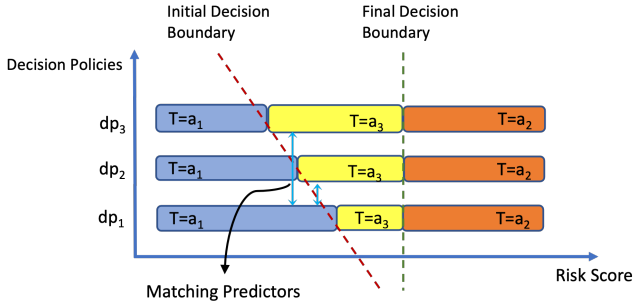 Initial Decision
Boundary
Final Decision
Boundary
Decision Policies
dp3
T=a1
T=a3
T=a2
dp2
T=a1
T=a3
T=a2
dp1
T=a1
T=a3
T=a2
Risk Score
Matching Predictors